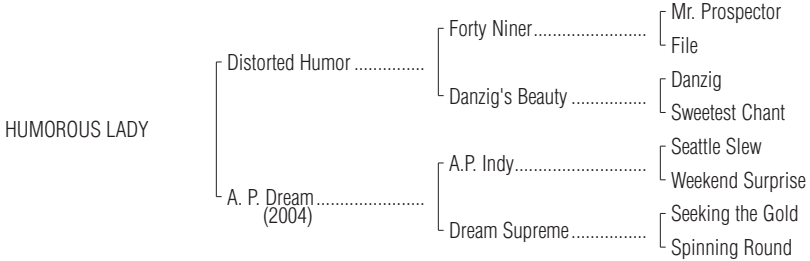 Mr. Prospector
Forty Niner......................
File
Distorted Humor ...............
Danzig
Danzig's Beauty ................
Sweetest Chant
HUMOROUS LADY
Seattle Slew
A.P. Indy..........................
Weekend Surprise
A. P. Dream.......................
(2004)
Seeking the Gold
Dream Supreme................
Spinning Round